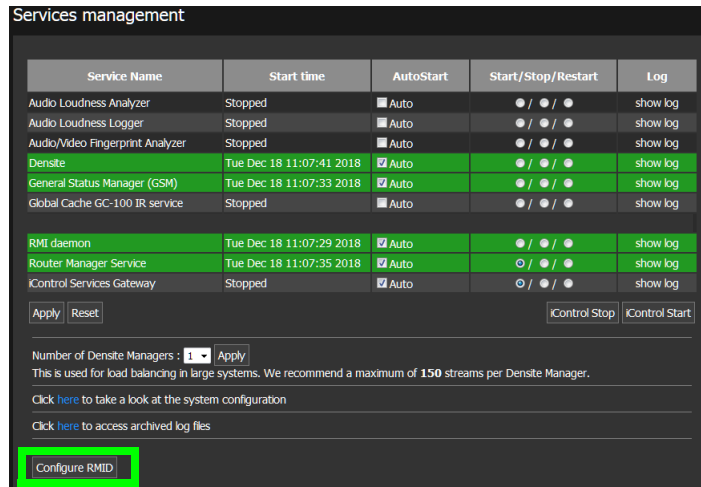 Services management
Service Name Start time AutoStart Start/Stop/Restart Log
Audio Loudness Analyzer Stopped Auto / / show log
Audio Loudness Logger Stopped Auto / / show log
Audio/Video Fingerprint Analyzer Stopped Auto / / show log
Densite Tue Dec 18 11:07:41 2018 Auto / / show log
General Status Manager (GSM) Tue Dec 18 11:07:33 2018 Auto / / show log
Global Cache GC-100 IR service Stopped Auto / / show log
RMI daemon Tue Dec 18 11:07:29 2018 Auto / / show log
Router Manager Service Tue Dec 18 11:07:35 2018 Auto / / show log
iControl Services Gateway Stopped Auto / / show log
Apply Reset iControl Stop iControl Start
Number of Densite Managers : 1 Apply
This is used for load balancing in large systems. We recommend a maximum of 150 streams per Densite Manager.
Click here to take a look at the system configuration
Click here to access archived log files
Configure RMID